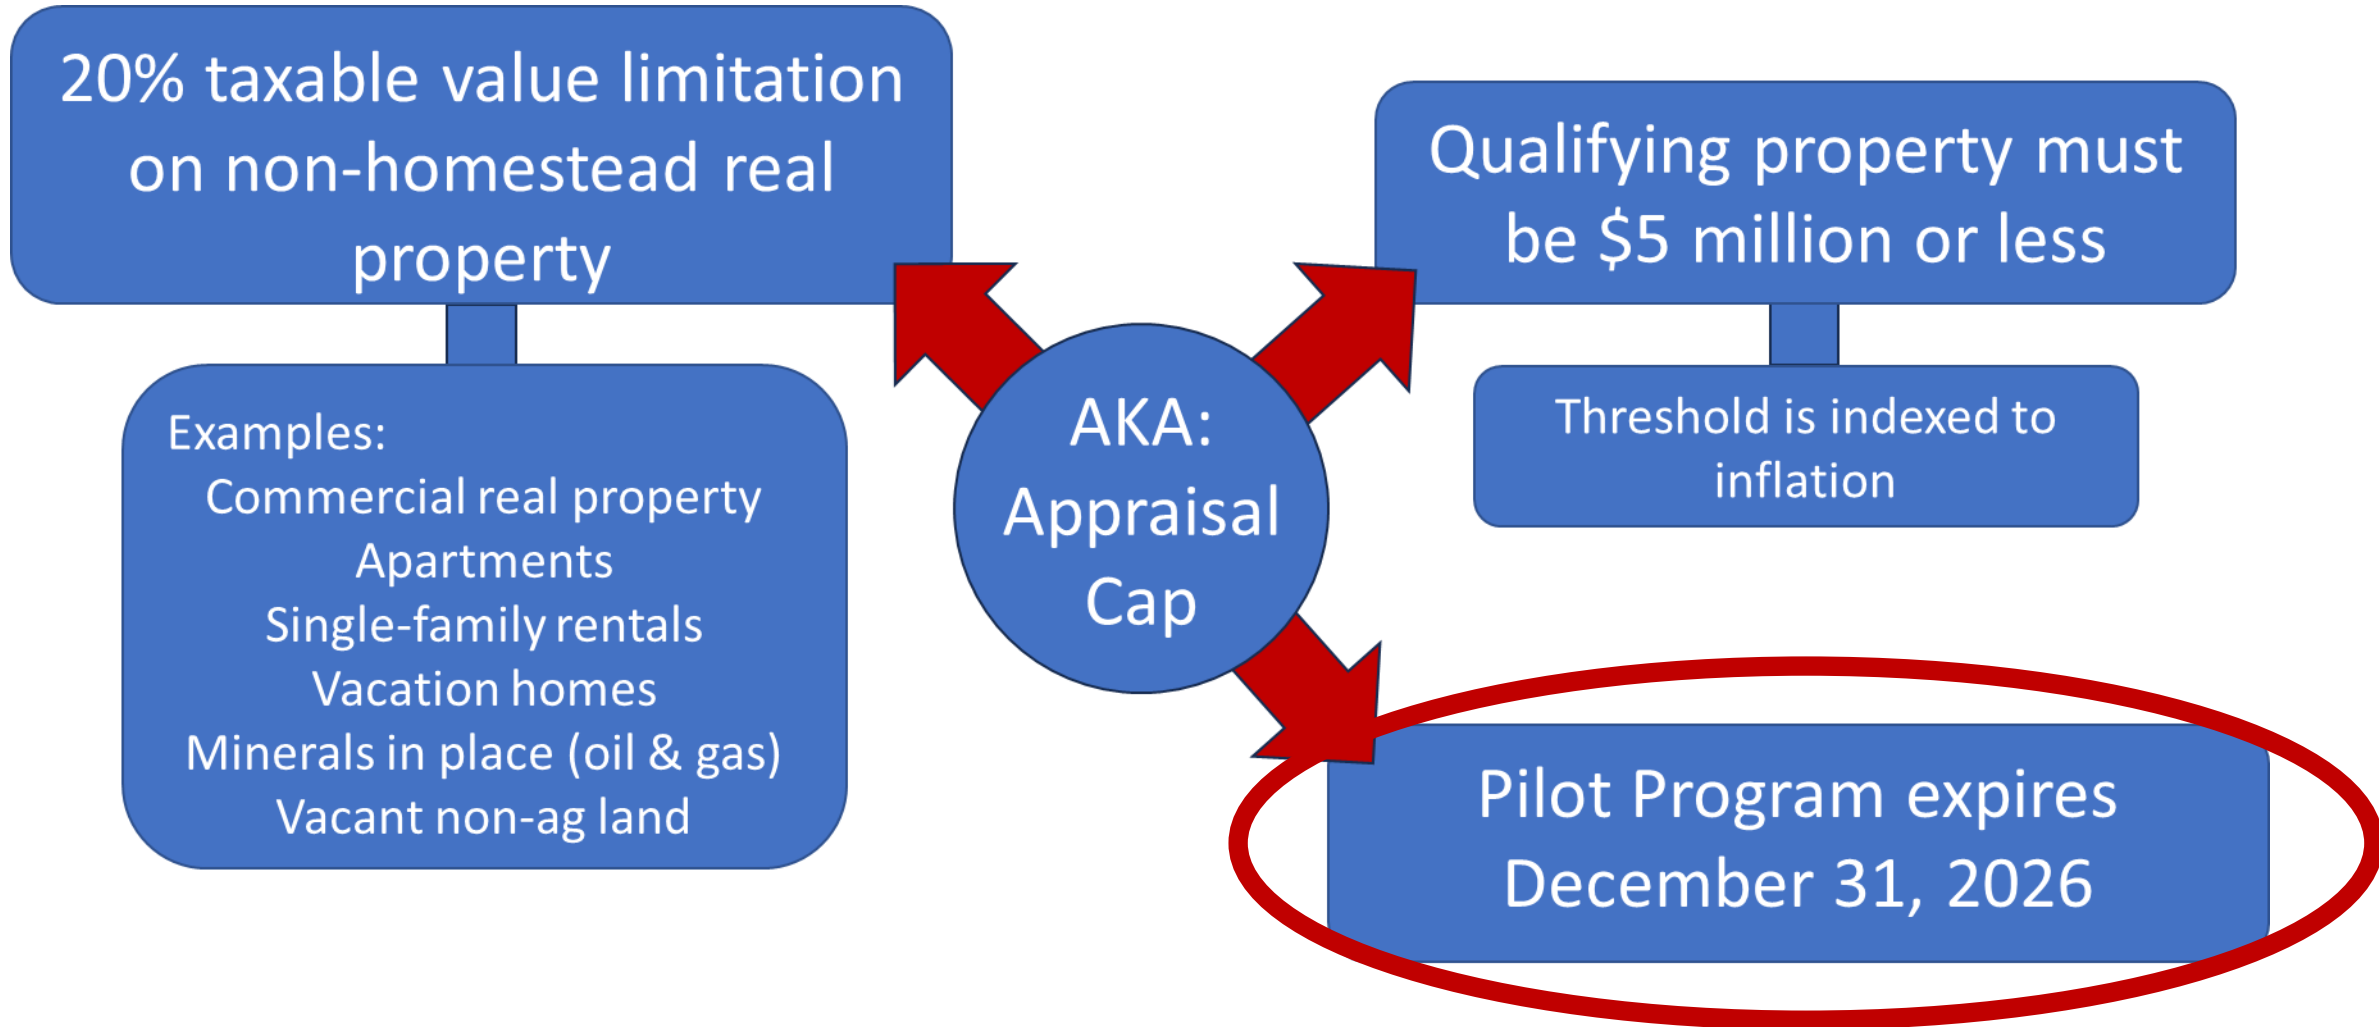 20% taxable value limitation
on non-homestead real
property
Examples:
Commercial real property
Apartments
Single-family rentals
Vacation homes
Minerals in place (oil & gas)
Vacant non-ag land
AKA:
Appraisal
Cap
Qualifying property must
be $5 million or less
Threshold is indexed to
inflation
Pilot Program expires
December 31, 2026